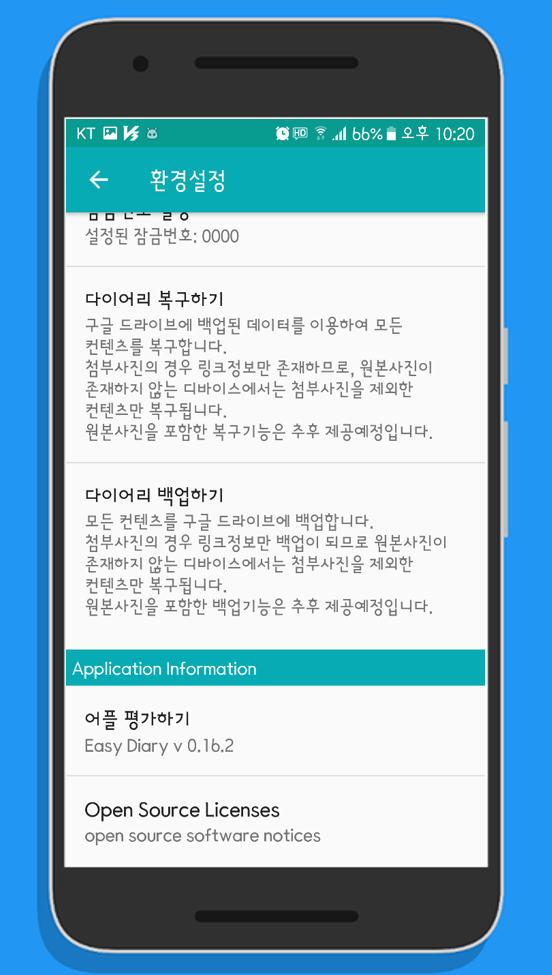 KT HD 66% 오후 10:20
환경설정
설정된 잠금번호: 0000
다이어리 복구하기
구글 드라이브에 백업된 데이터를 이용하여 모든
컨텐츠를 복구합니다.
첨부사진의 경우 링크정보만 존재하므로, 원본사진이
존재하지 않는 디바이스에서는 첨부사진을 제외한
컨텐츠만 복구됩니다.
원본사진을 포함한 복구기능은 추후 제공예정입니다.
다이어리 백업하기
모든 컨텐츠를 구글 드라이브에 백업합니다.
첨부사진의 경우 링크정보만 백업이 되므로 원본사진이
존재하지 않는 디바이스에서는 첨부사진을 제외한
컨텐츠만 복구됩니다.
원본사진을 포함한 백업기능은 추후 제공예정입니다.
Application Information
어플 평가하기
Easy Diary v 0.16.2
Open Source Licenses
open source software notices